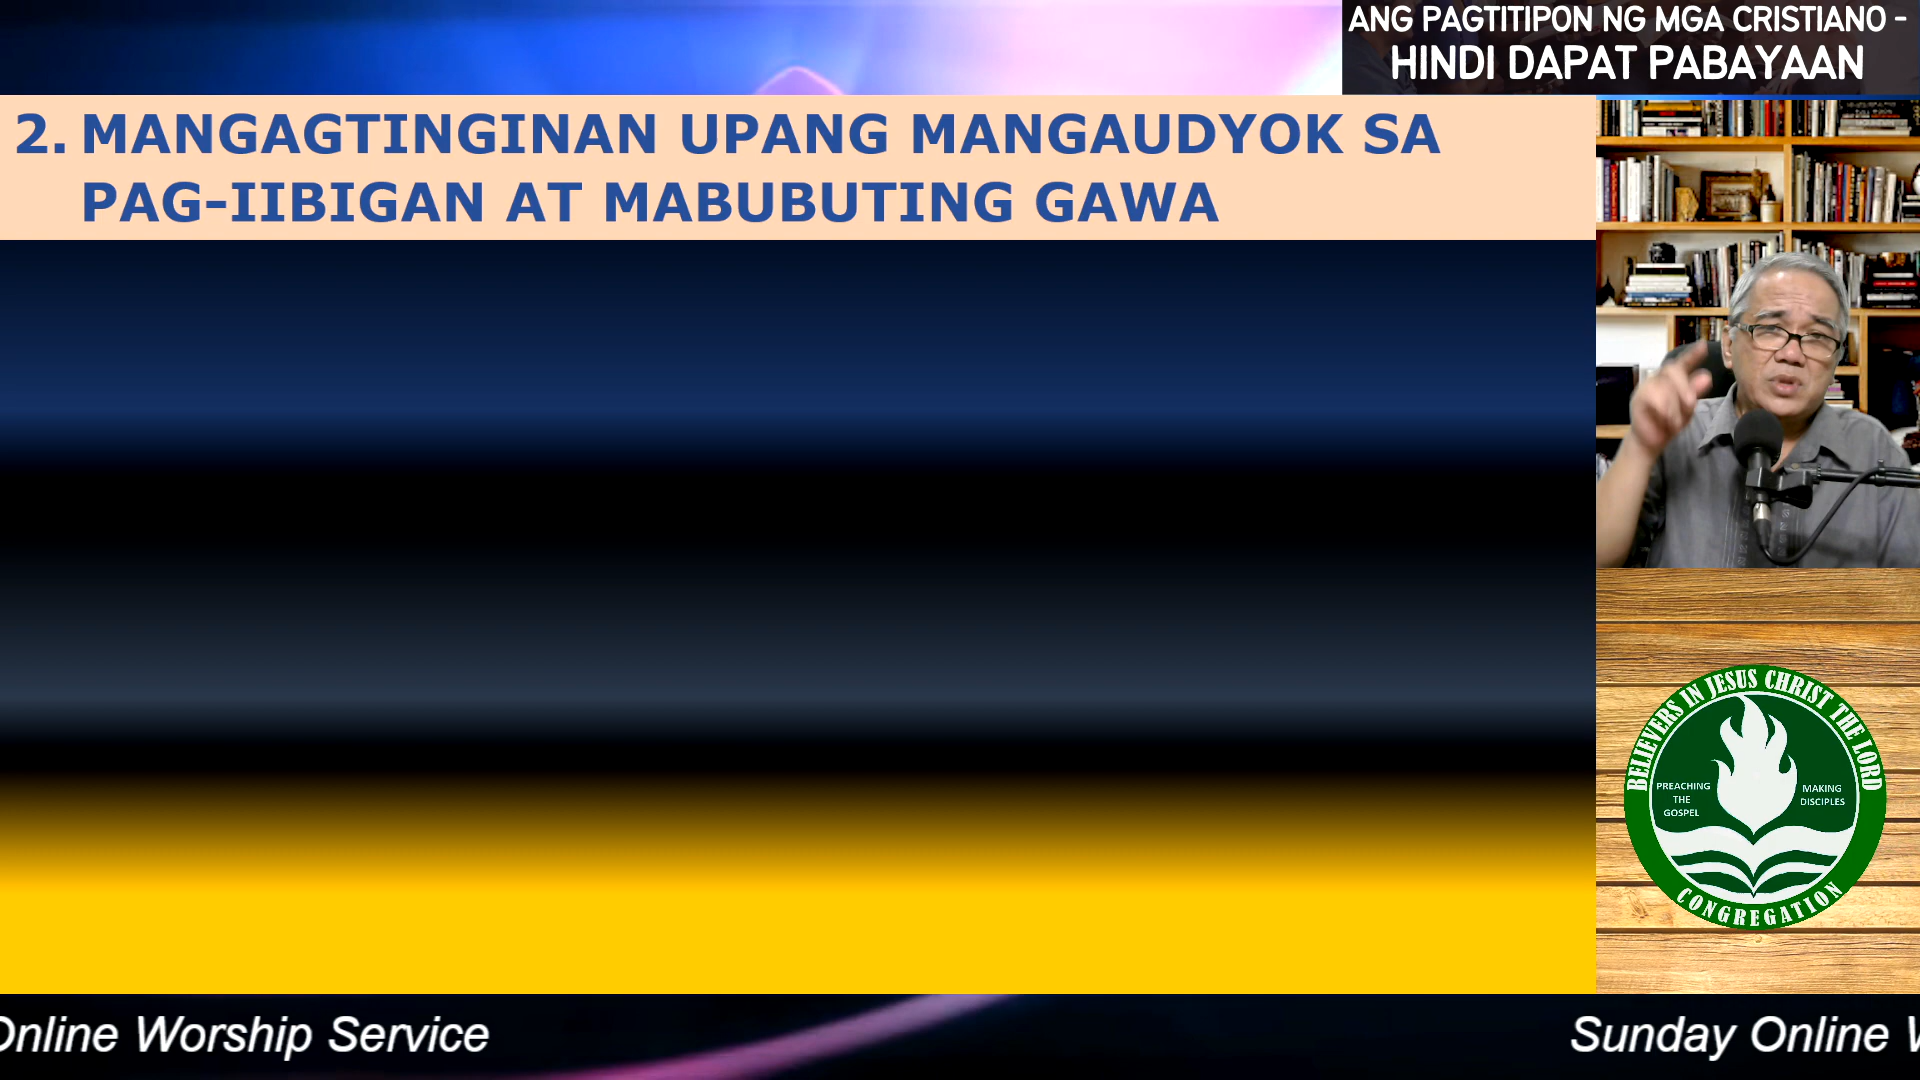 ANG PAGTITIPON NG MGA CRISTIANO -
HINDI DAPAT PABAYAAN
2. MANGAGTINGINAN UPANG MANGAUDYOK SA
PAG-IIBIGAN AT MABUBUTING GAWA
BELIEVERS IN JESUS CHRIST THE LORD
PREACHING
THE
GOSPEL
MAKING
DISCIPLES
CONGREGATION
Online Worship Service
Sunday Online W